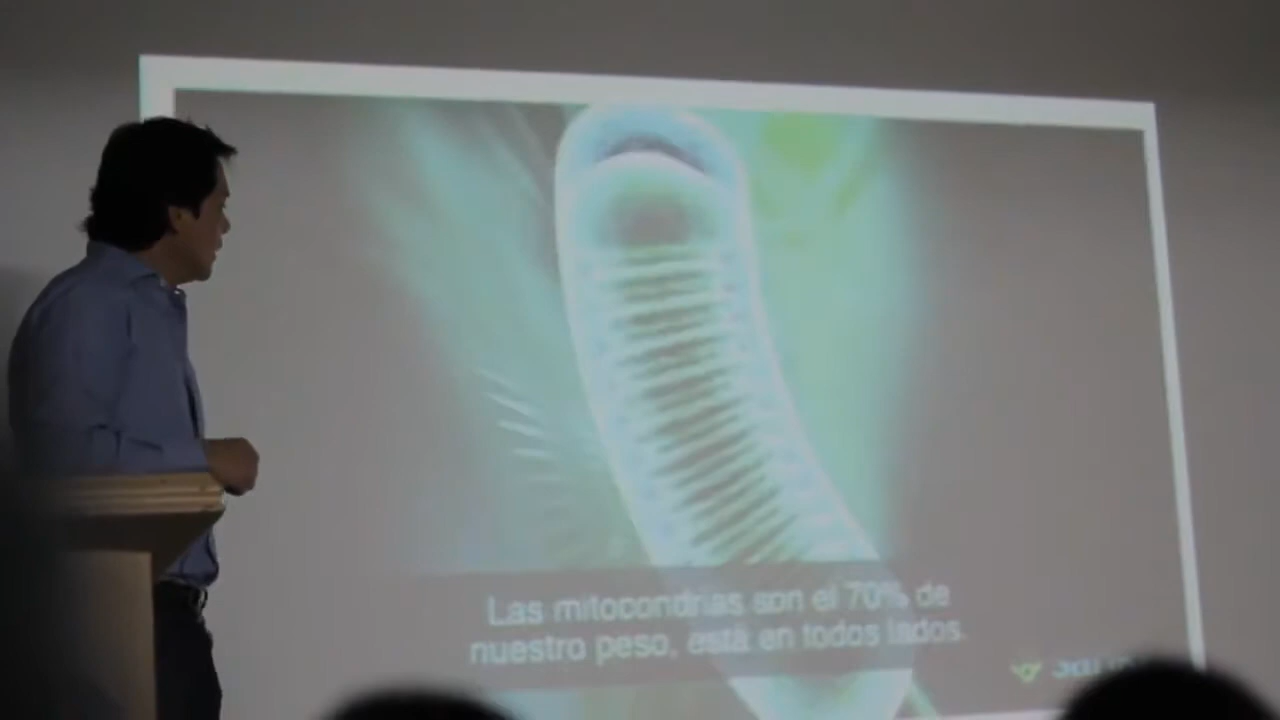 Las mitocondrias son el 70% de
nuestro peso, está en todos lados.